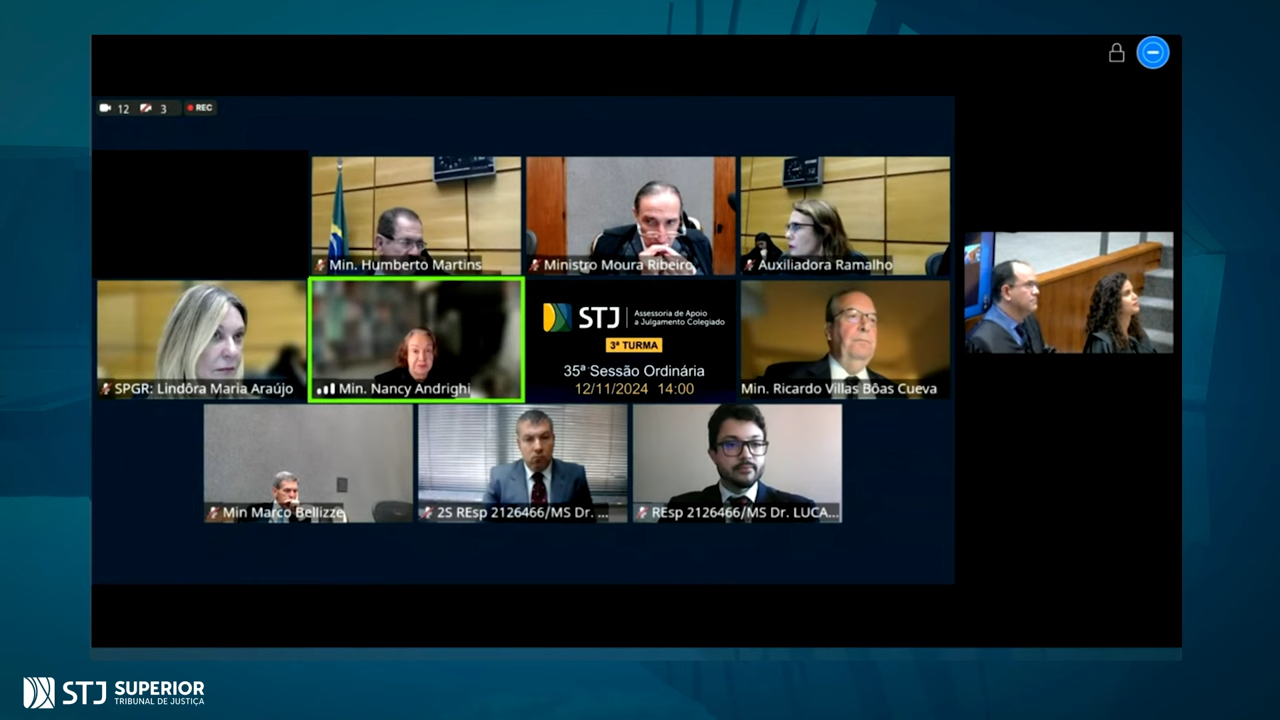 12
3
REC
Min. Humberto Martins
Ministro Moura Ribeiro
Auxiliadora Ramalho
SPGR: Lindôra Maria Araújo
Min. Nancy Andrighi
STJ
Assessoria de Apoio
a Julgamento Colegiado
3ª TURMA
35ª Sessão Ordinária
12/11/2024 14:00
Min. Ricardo Villas Bôas Cueva
Min Marco Bellizze
2S REsp 2126466/MS Dr. ...
REsp 2126466/MS Dr. LUCA...
STJ SUPERIOR
TRIBUNAL DE JUSTIÇA